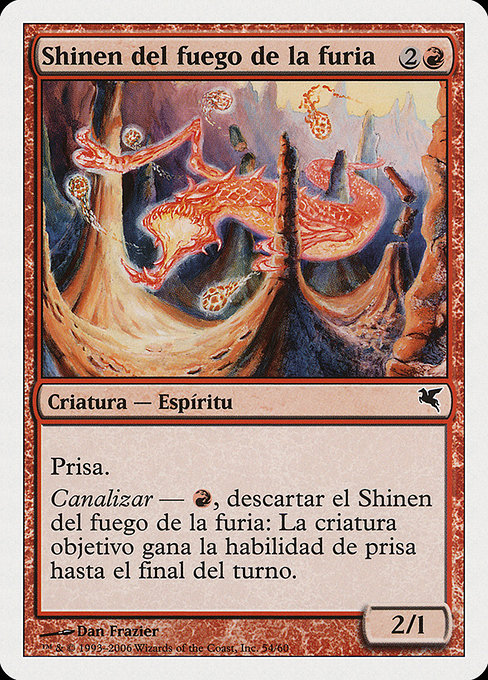 Shinen del fuego de la furia 2
Criatura — Espíritu
Prisa.
Canalizar — , descartar el Shinen
del fuego de la furia: La criatura
objetivo gana la habilidad de prisa
hasta el final del turno.
Dan Frazier
2/1
™ & © 1993-2006 Wizards of the Coast, Inc. 54/60